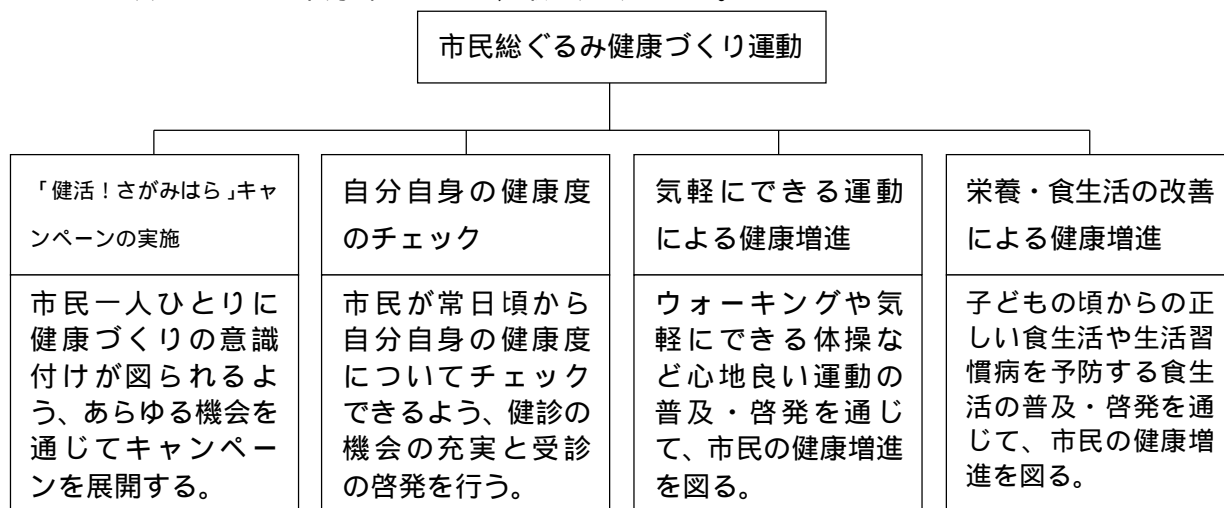 市民総ぐるみ健康づくり運動
「健活！さがみはら」キャ
ンペーンの実施
市民一人ひとりに
健康づくりの意識
付けが図られるよ
う、あらゆる機会を
通じてキャンペー
ンを展開する。
自分自身の健康度
のチェック
市民が常日頃から
自分自身の健康度
についてチェック
できるよう、健診の
機会の充実と受診
の啓発を行う。
気軽にできる運動
による健康増進
ウォーキングや気
軽にできる体操な
ど心地良い運動の
普及・啓発を通じ
て、市民の健康増進
を図る。
栄養・食生活の改善
による健康増進
子どもの頃からの正
しい食生活や生活習
慣病を予防する食生
活の普及・啓発を通
じて、市民の健康増
進を図る。